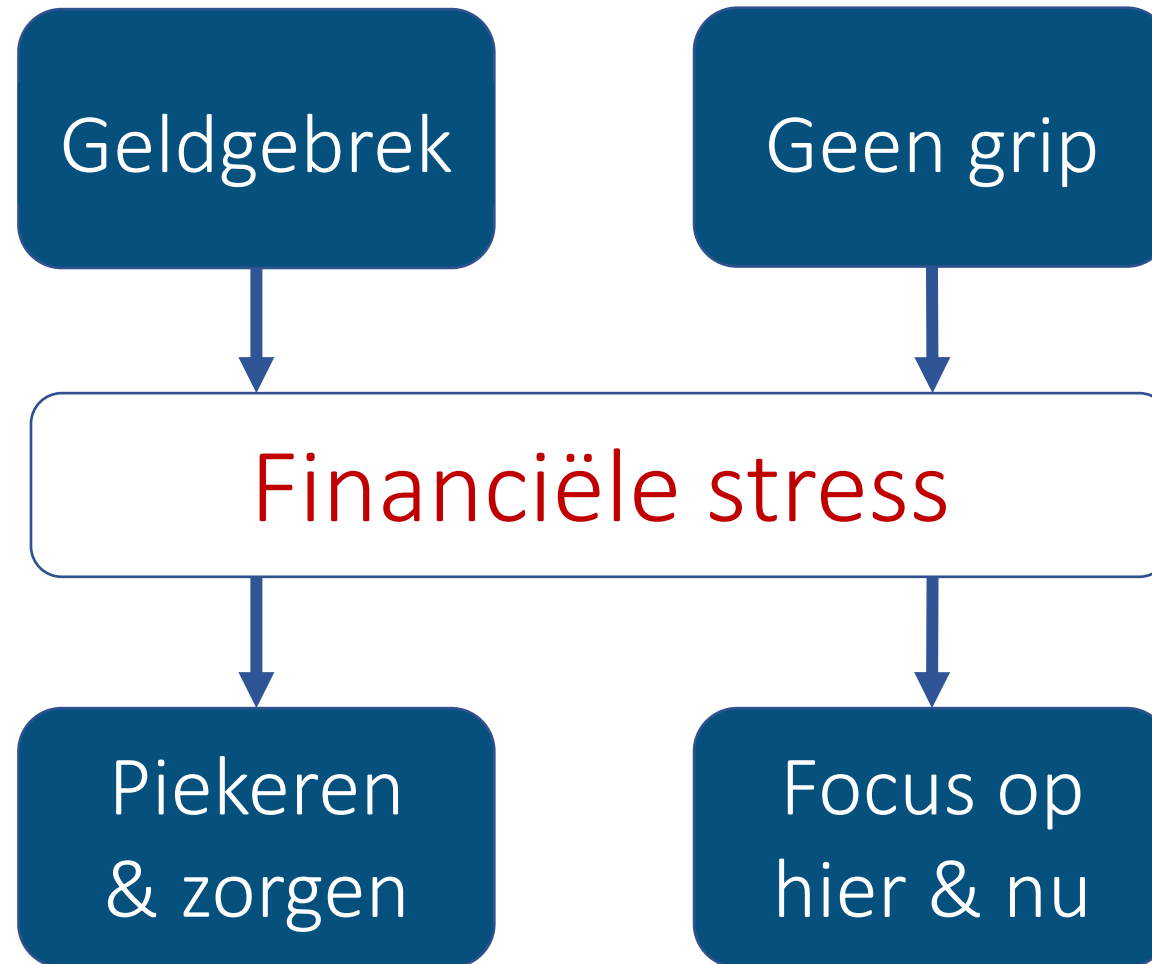 Geldgebrek
Geen grip
Financiële stress
Piekeren
& zorgen
Focus op
hier & nu